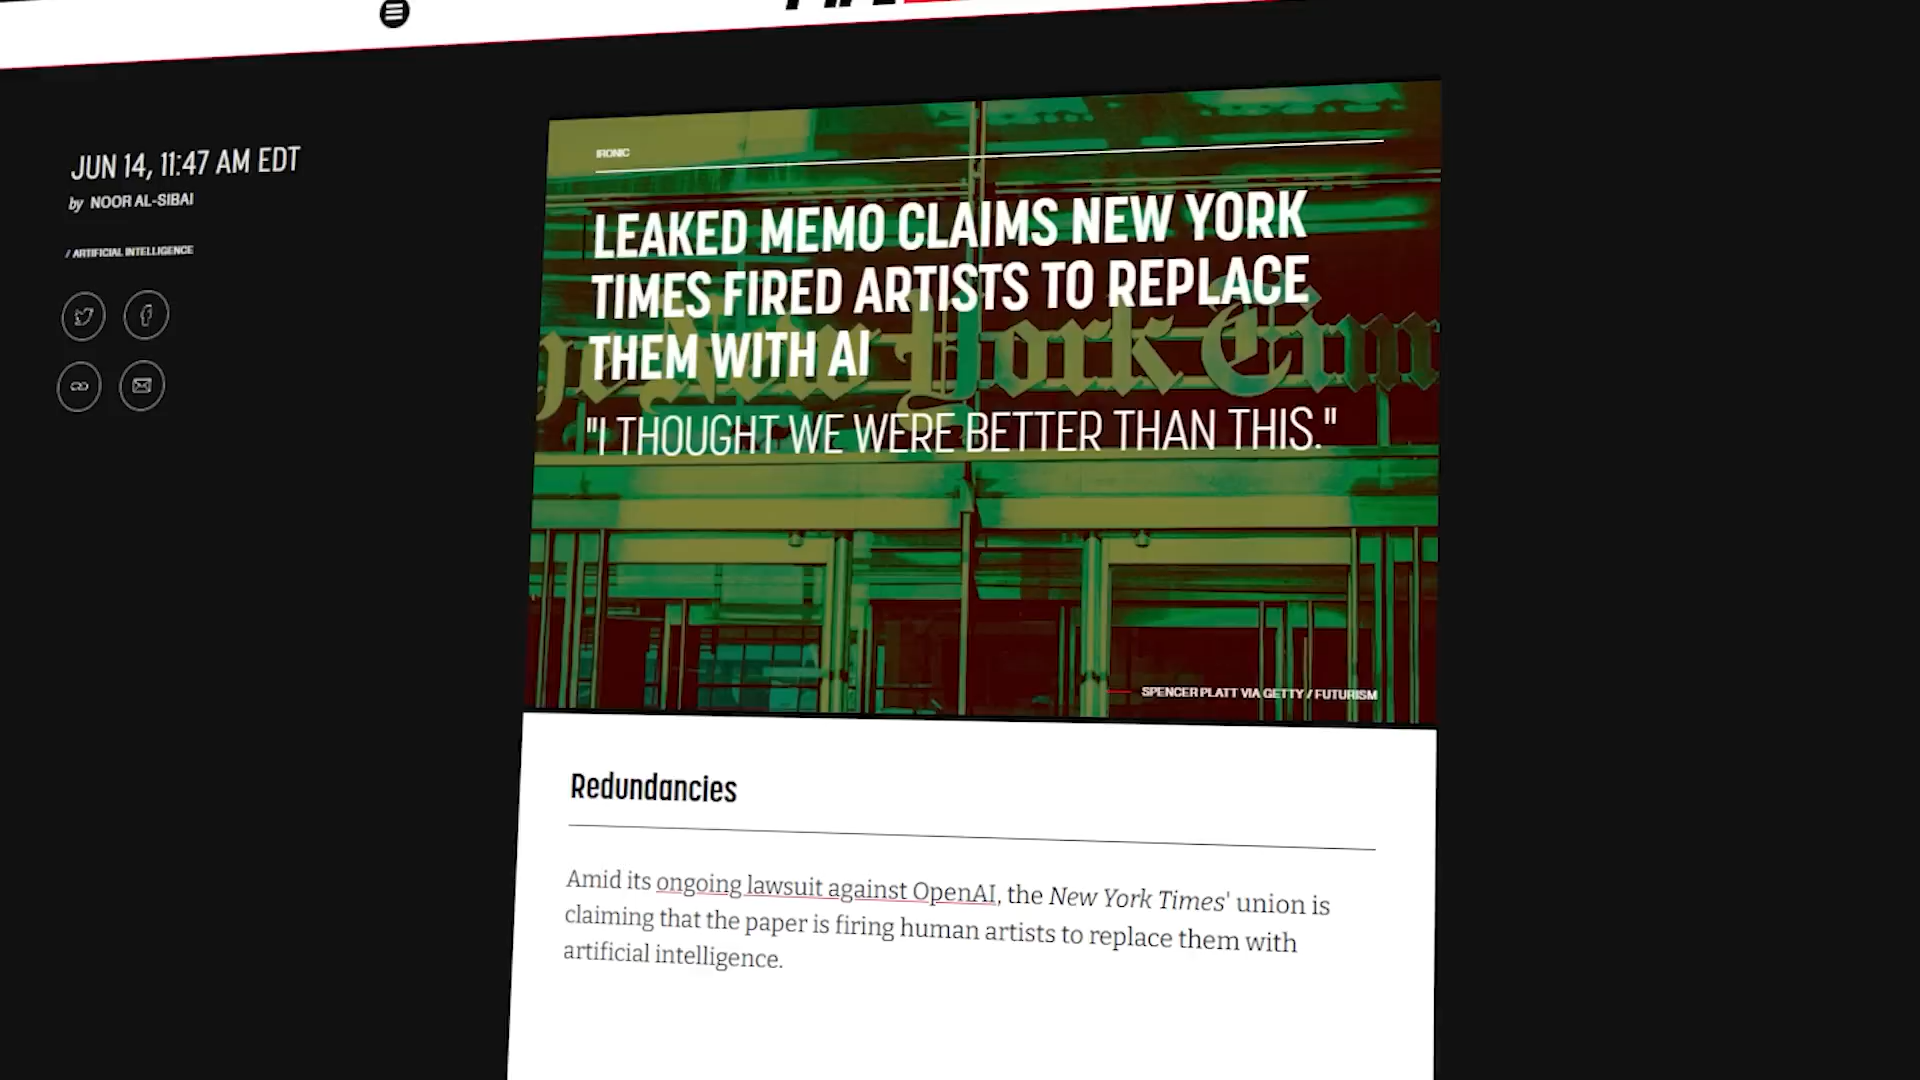 JUN 14, 11:47 AM EDT
by NOOR AL-SIBAI
/ ARTIFICIAL INTELLIGENCE
IRONIC
LEAKED MEMO CLAIMS NEW YORK
TIMES FIRED ARTISTS TO REPLACE
THEM WITH AI
"I THOUGHT WE WERE BETTER THAN THIS."
SPENCER PLATT VIA GETTY / FUTURISM
Redundancies
Amid its ongoing lawsuit against OpenAI, the New York Times' union is
claiming that the paper is firing human artists to replace them with
artificial intelligence.